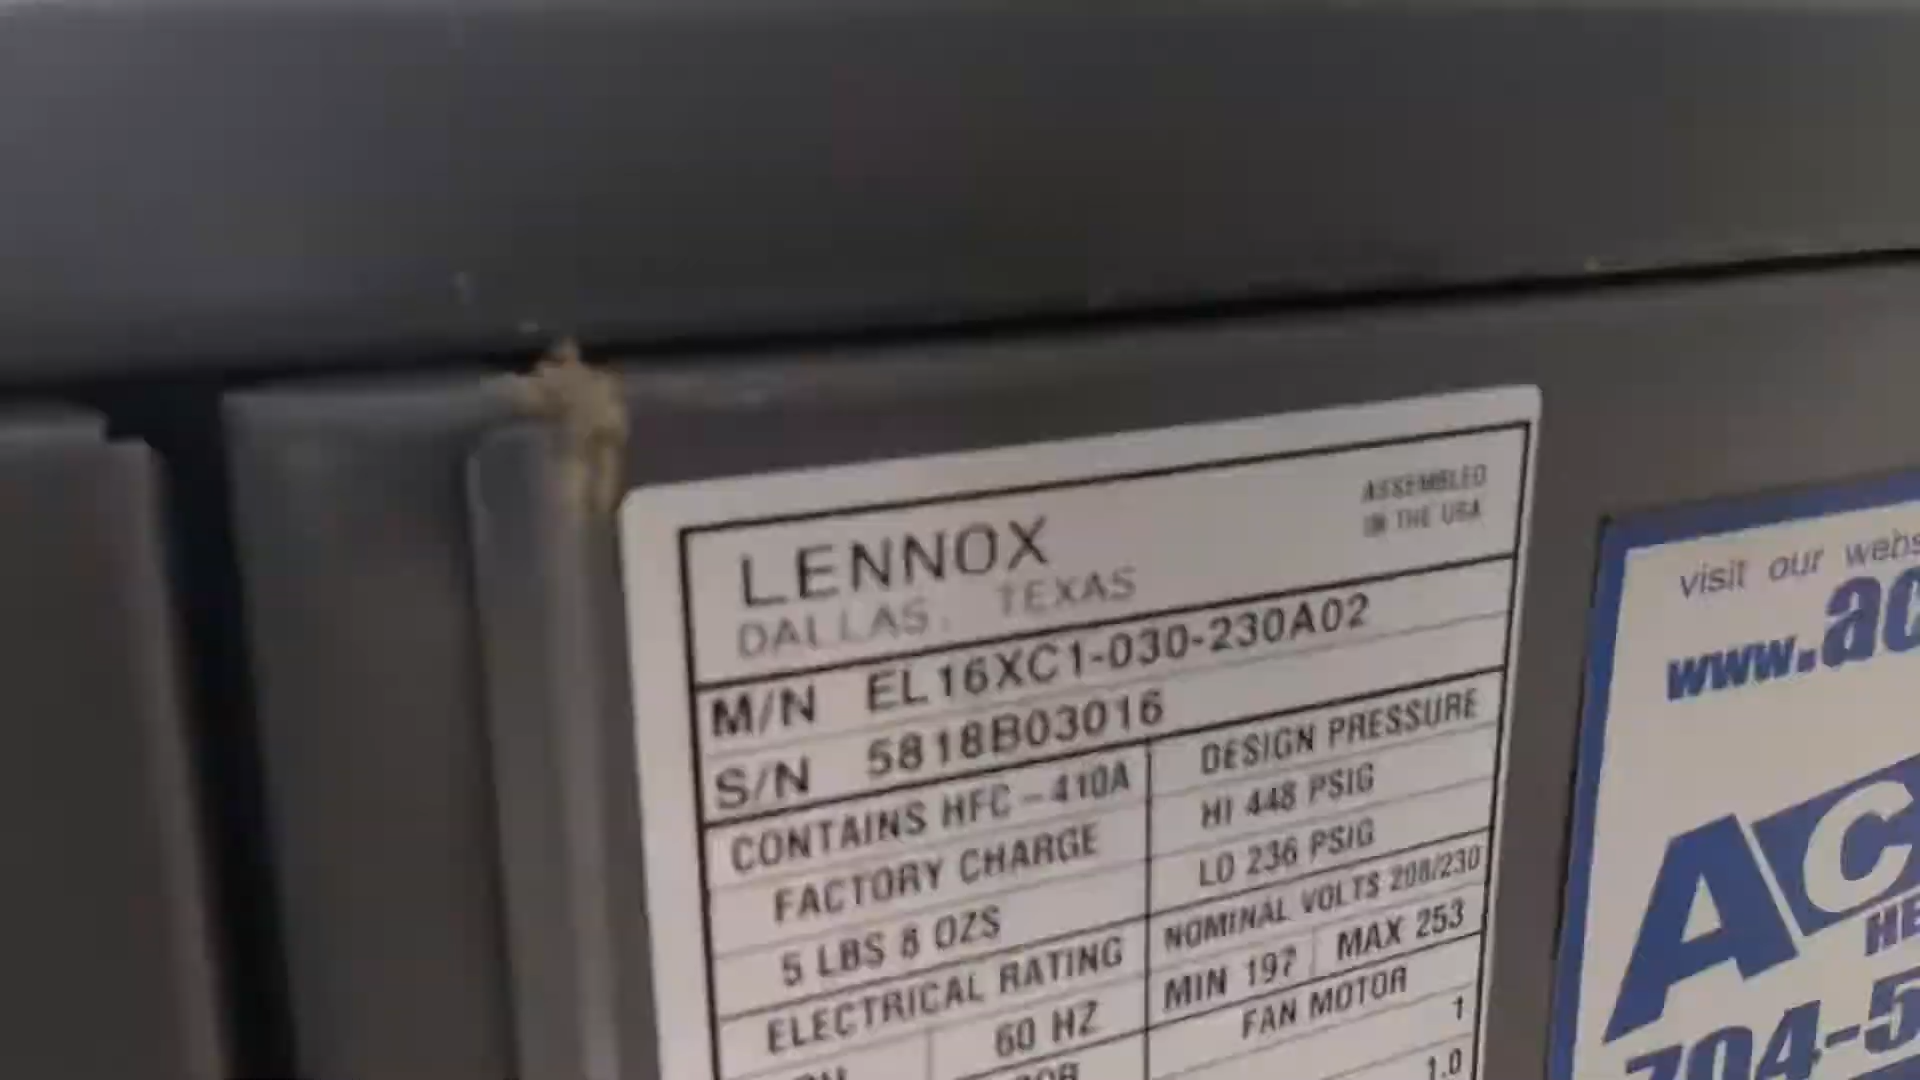 LENNOX
DALLAS, TEXAS
ASSEMBLED
IN THE USA
M/N EL16XC1-030-230A02
S/N 5818B03016
CONTAINS HFC-410A
FACTORY CHARGE
5 LBS 8 OZS
DESIGN PRESSURE
HI 448 PSIG
LO 236 PSIG
ELECTRICAL RATING
NOMINAL VOLTS 208/230
60 HZ
MIN 197 MAX 253
FAN MOTOR
1
1.0
visit our webs
www.ac
AC
HE
704-5